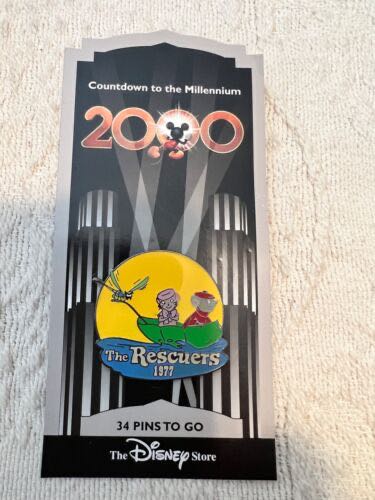 Countdown to the Millennium
2000
The Rescuers
1977
34 PINS TO GO
The Disney Store